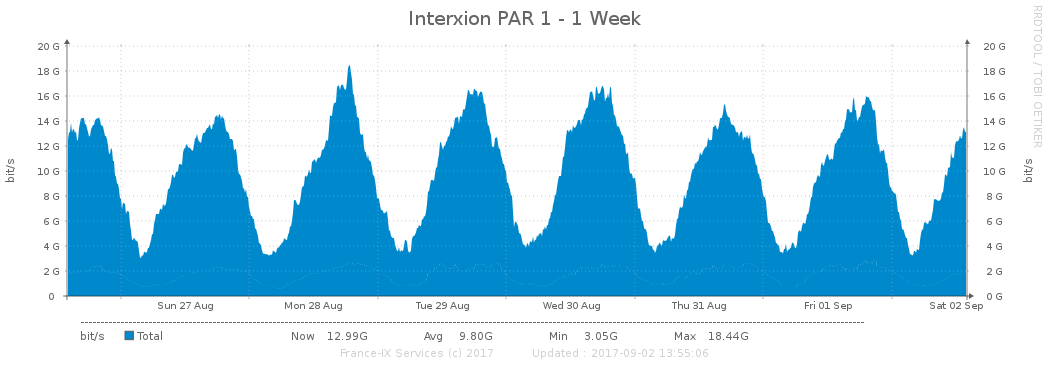 Interxion PAR 1 - 1 Week
RRDTOOL / TOBI OETIKER
20 G 20 G
18 G 18 G
16 G 16 G
14 G 14 G
12 G 12 G
10 G 10 G
8 G 8 G
6 G 6 G
4 G 4 G
2 G 2 G
0 0 G
bit/s bit/s
Sun 27 Aug Mon 28 Aug Tue 29 Aug Wed 30 Aug Thu 31 Aug Fri 01 Sep Sat 02 Sep
bit/s Total Now 12.99G Avg 9.80G Min 3.05G Max 18.44G
France-IX Services (c) 2017 Updated : 2017-09-02 13:55:06